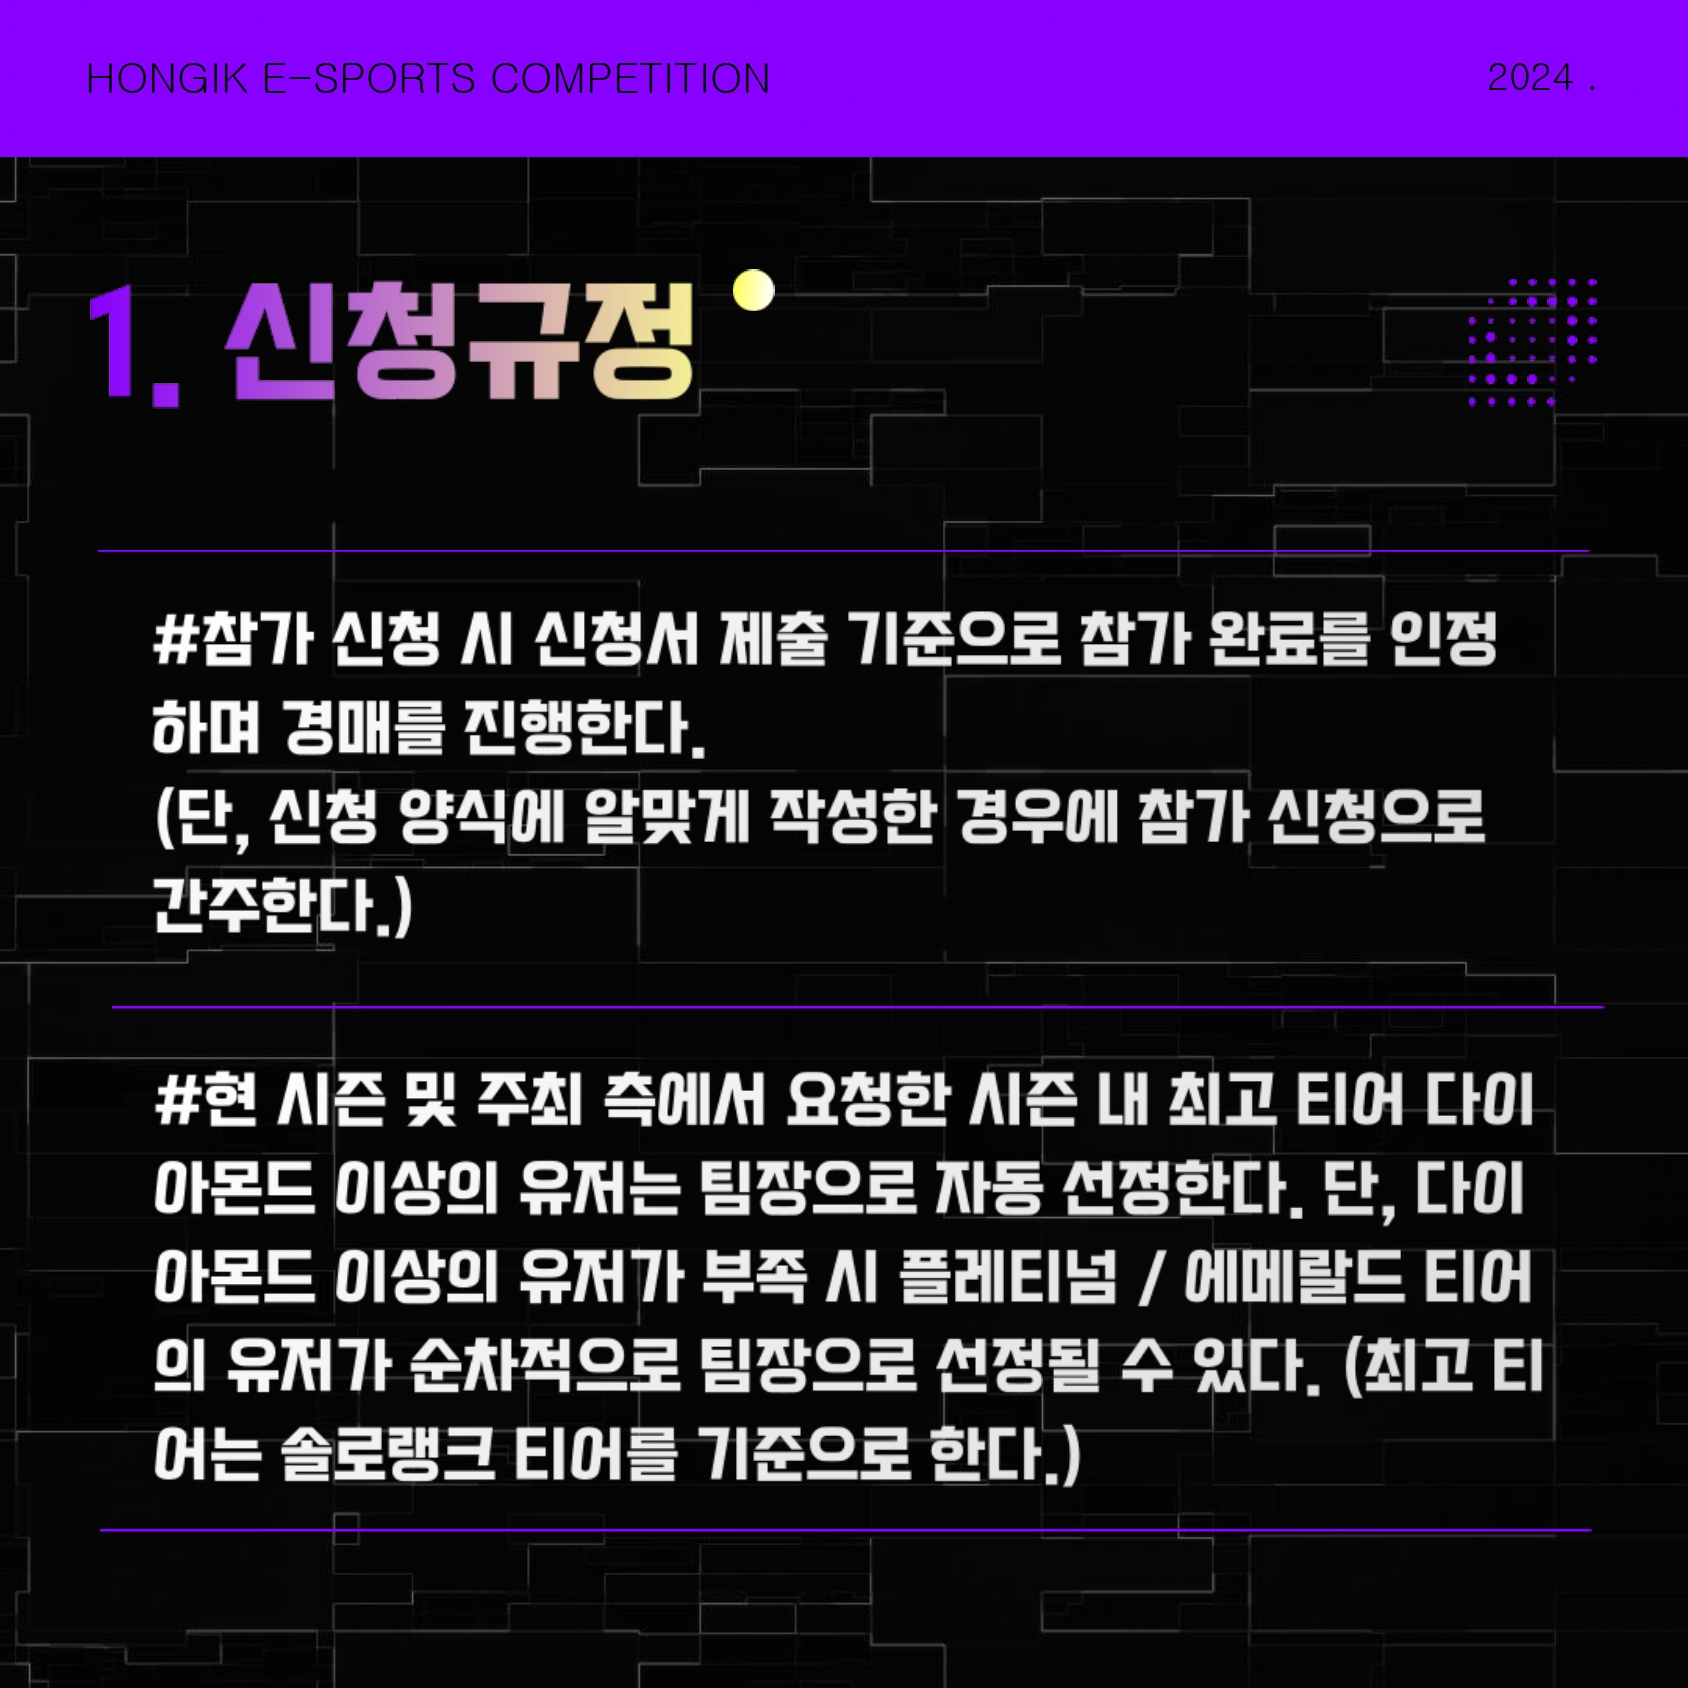 HONGIK E-SPORTS COMPETITION
2024 .
1. 신청규정
#참가 신청 시 신청서 제출 기준으로 참가 완료를 인정
하며 경매를 진행한다.
(단, 신청 양식에 알맞게 작성한 경우에 참가 신청으로
간주한다.)
#현 시즌 및 주최 측에서 요청한 시즌 내 최고 티어 다이
아몬드 이상의 유저는 팀장으로 자동 선정한다. 단, 다이
아몬드 이상의 유저가 부족 시 플레티넘 / 에메랄드 티어
의 유저가 순차적으로 팀장으로 선정될 수 있다. (최고 티
어는 솔로랭크 티어를 기준으로 한다.)